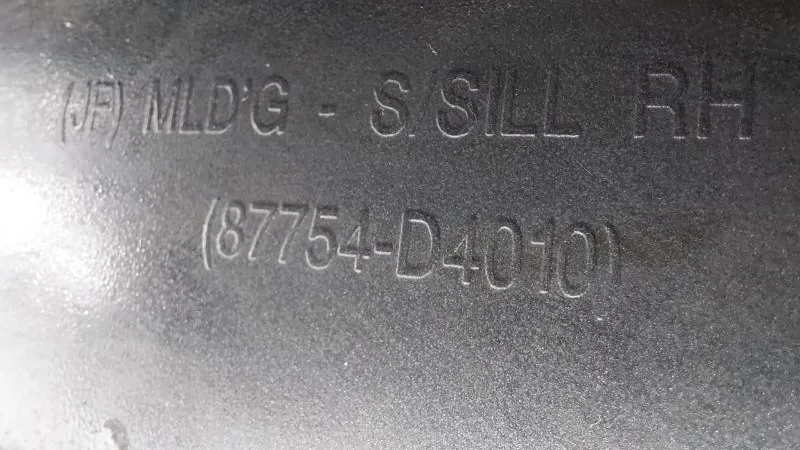 (JF) MLD'G - S/SILL RH
(87754-D4010)